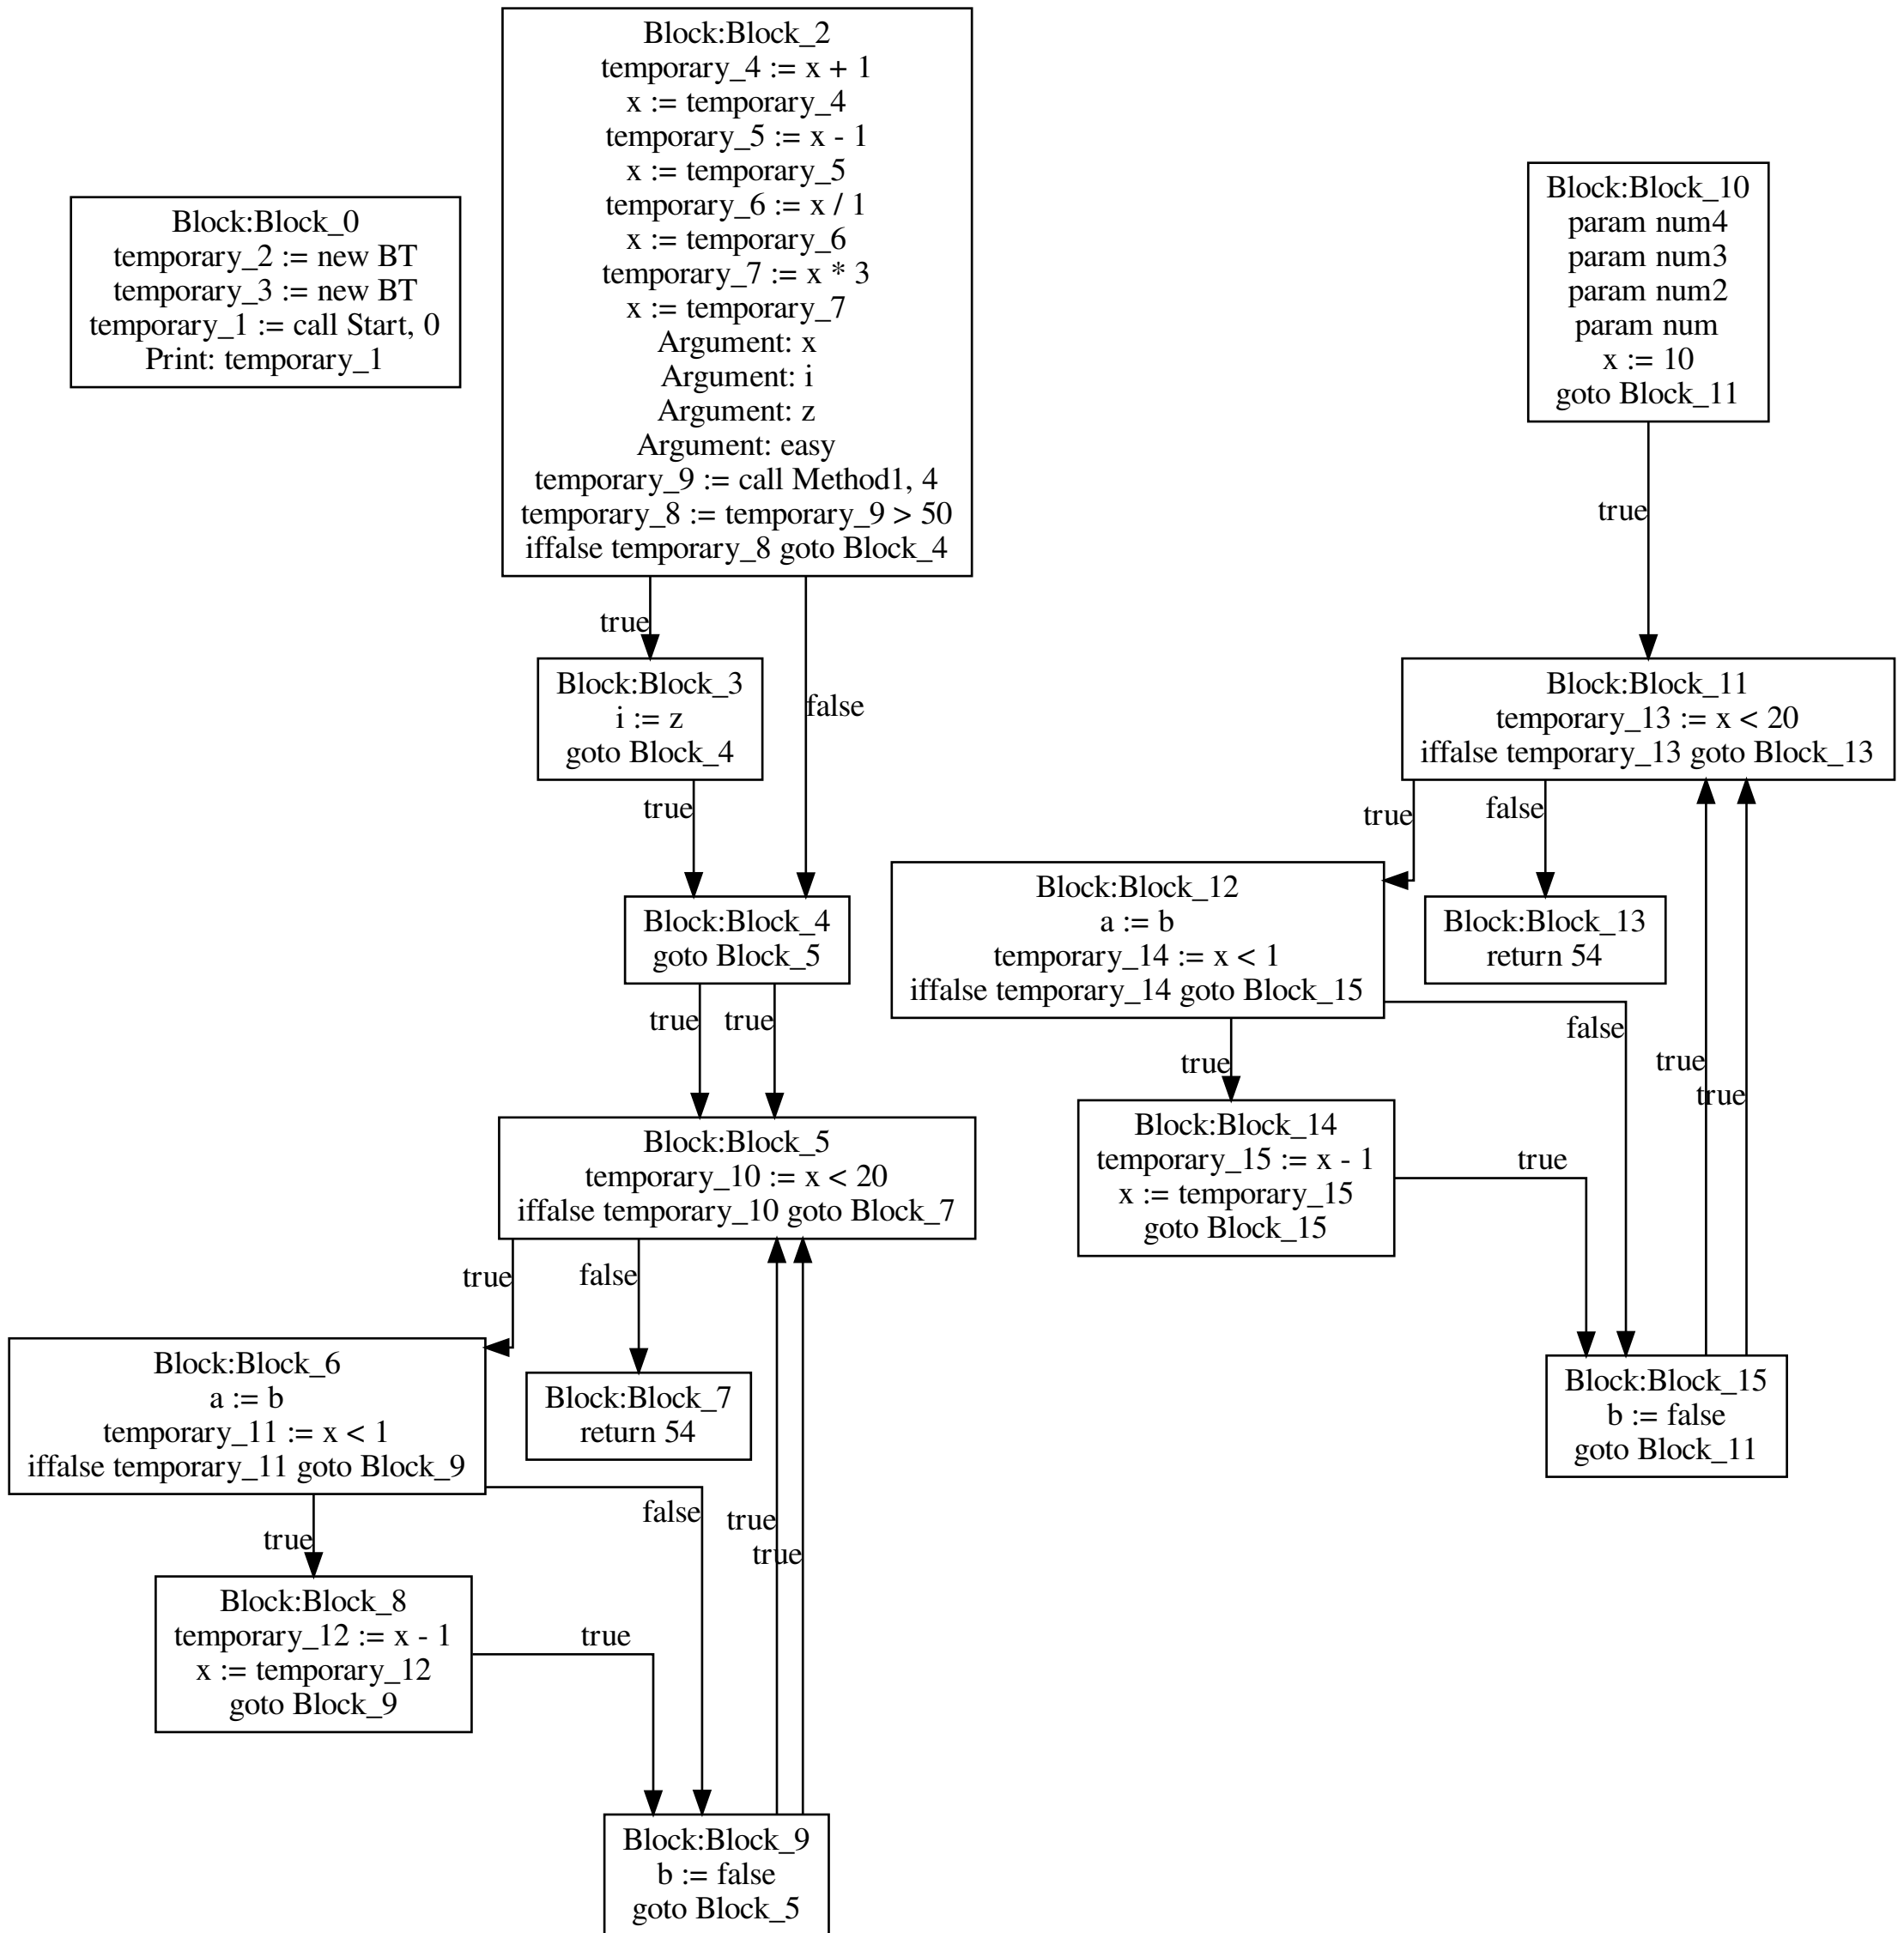 Block:Block_2
temporary_4 := x + 1
x := temporary_4
temporary_5 := x - 1
x := temporary_5
temporary_6 := x / 1
x := temporary_6
temporary_7 := x * 3
x := temporary_7
Argument: x
Argument: i
Argument: z
Argument: easy
temporary_9 := call Method1, 4
temporary_8 := temporary_9 > 50
iffalse temporary_8 goto Block_4
Block:Block_0
temporary_2 := new BT
temporary_3 := new BT
temporary_1 := call Start, 0
Print: temporary_1
Block:Block_10
param num4
param num3
param num2
param num
x := 10
goto Block_11
true
true
false
Block:Block_3
i := z
goto Block_4
true
Block:Block_11
temporary_13 := x < 20
iffalse temporary_13 goto Block_13
true
false
Block:Block_4
goto Block_5
true
true
Block:Block_12
a := b
temporary_14 := x < 1
iffalse temporary_14 goto Block_15
Block:Block_13
return 54
true
false
true
true
Block:Block_5
temporary_10 := x < 20
iffalse temporary_10 goto Block_7
true
false
Block:Block_14
temporary_15 := x - 1
x := temporary_15
goto Block_15
true
Block:Block_6
a := b
temporary_11 := x < 1
iffalse temporary_11 goto Block_9
Block:Block_7
return 54
Block:Block_15
b := false
goto Block_11
true
false
true
true
Block:Block_8
temporary_12 := x - 1
x := temporary_12
goto Block_9
true
Block:Block_9
b := false
goto Block_5